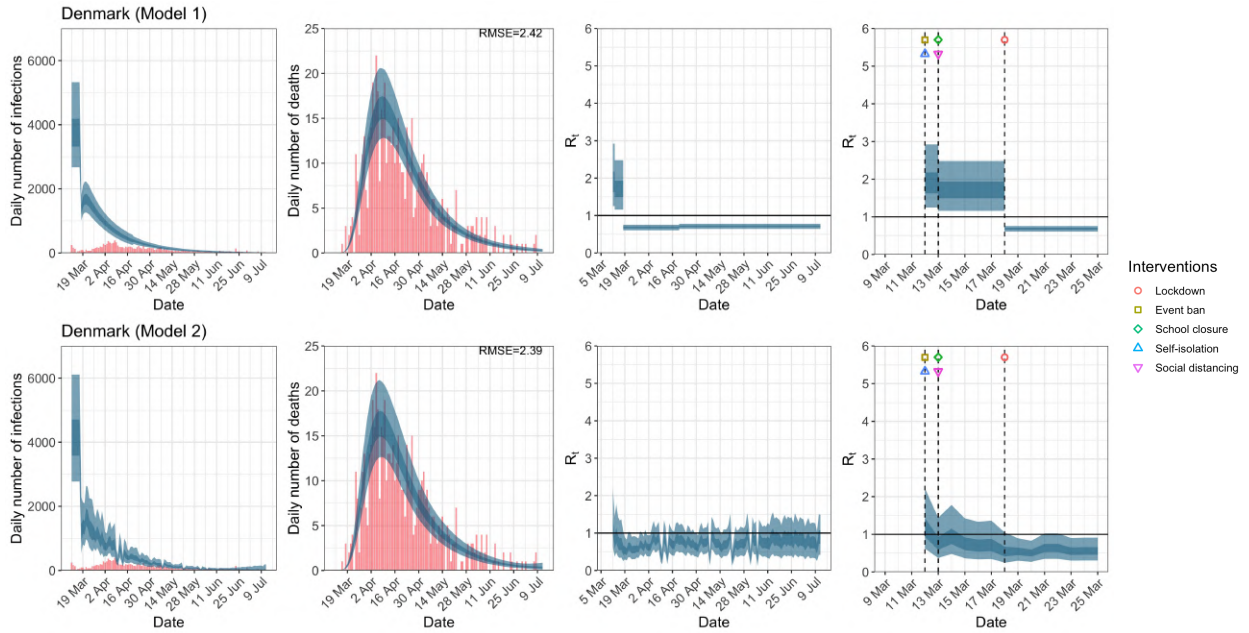 Denmark (Model 1)
Daily number of infections
6000
4000
2000
0
19 Mar
2 Apr
16 Apr
30 Apr
14 May
28 May
11 Jun
25 Jun
9 Jul
Date
Daily number of deaths
RMSE=2.42
25
20
15
10
5
0
19 Mar
2 Apr
16 Apr
30 Apr
14 May
28 May
11 Jun
25 Jun
9 Jul
Date
Rt
6
5
4
3
2
1
0
5 Mar
19 Mar
2 Apr
16 Apr
30 Apr
14 May
28 May
11 Jun
25 Jun
9 Jul
Date
Rt
6
5
4
3
2
1
0
9 Mar
11 Mar
13 Mar
15 Mar
17 Mar
19 Mar
21 Mar
23 Mar
25 Mar
Date
Interventions
Lockdown
Event ban
School closure
Self-isolation
Social distancing
Denmark (Model 2)
Daily number of infections
6000
4000
2000
0
19 Mar
2 Apr
16 Apr
30 Apr
14 May
28 May
11 Jun
25 Jun
9 Jul
Date
Daily number of deaths
RMSE=2.39
25
20
15
10
5
0
19 Mar
2 Apr
16 Apr
30 Apr
14 May
28 May
11 Jun
25 Jun
9 Jul
Date
Rt
6
5
4
3
2
1
0
5 Mar
19 Mar
2 Apr
16 Apr
30 Apr
14 May
28 May
11 Jun
25 Jun
9 Jul
Date
Rt
6
5
4
3
2
1
0
9 Mar
11 Mar
13 Mar
15 Mar
17 Mar
19 Mar
21 Mar
23 Mar
25 Mar
Date